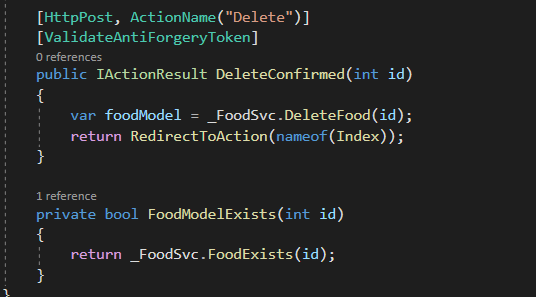 [HttpPost, ActionName("Delete")]
[ValidateAntiForgeryToken]
0 references
public IActionResult DeleteConfirmed(int id)
{
var foodModel = _FoodSvc.DeleteFood(id);
return RedirectToAction(nameof(Index));
}
1 reference
private bool FoodModelExists(int id)
{
return _FoodSvc.FoodExists(id);
}
}